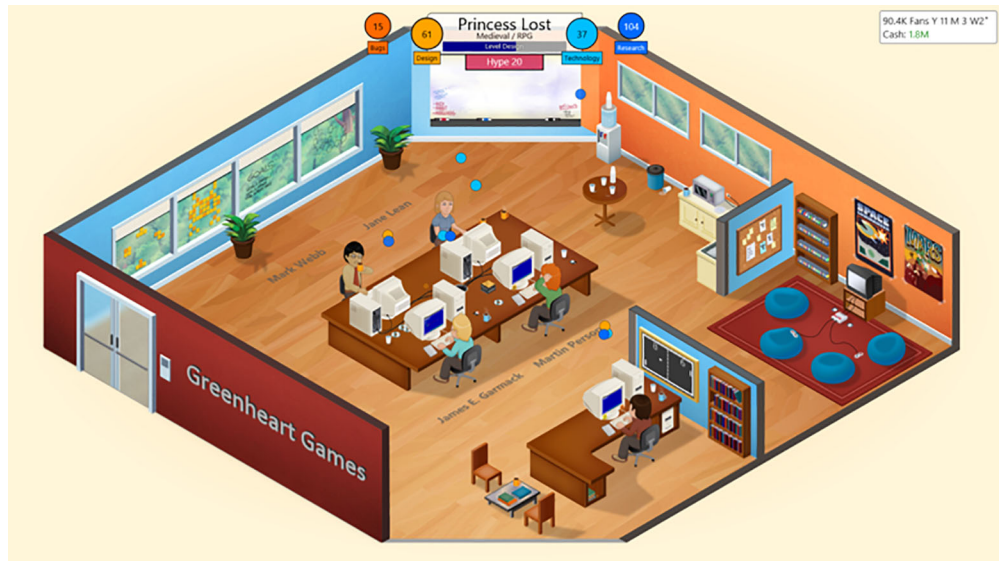 Princess Lost
Medieval / RPG
Level Design
Hype 20
15
Bugs
61
Design
37
Technology
104
Research
90.4K Fans Y 11 M 3 W2
Cash: 1.8M
Jane Lean
Mark Webb
SPACE
Martin Perso
James E. Garmack
Greenheart Games